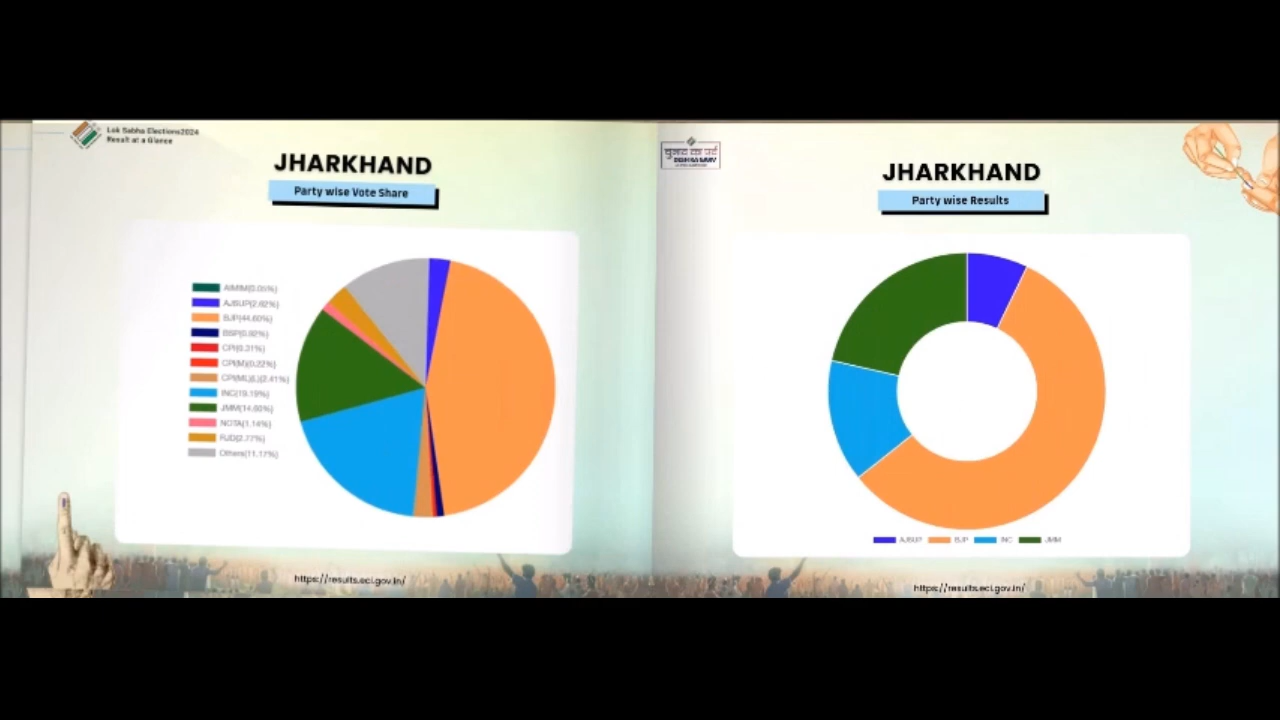 Lok Sabha Elections2024
Result at a Glance
JHARKHAND
Party wise Vote Share
AIMIM(0.05%)
AJSUP(2.62%)
BJP(44.60%)
BSP(0.92%)
CPI(0.31%)
CPI(M)(0.22%)
CPI(ML)(L)(2.41%)
INC(19.19%)
JMM(14.60%)
NOTA(1.14%)
Others(11.17%)
https://results.eci.gov.in/
चुनाव का पर्व
JHARKHAND
Party wise Results
AJSUP BJP INC JMM
https://results.eci.gov.in/